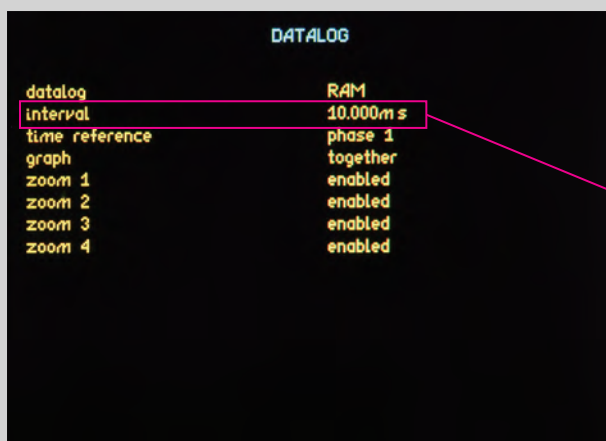 DATALOG
datalog RAM
interval 10.000m s
time reference phase 1
graph together
zoom 1 enabled
zoom 2 enabled
zoom 3 enabled
zoom 4 enabled